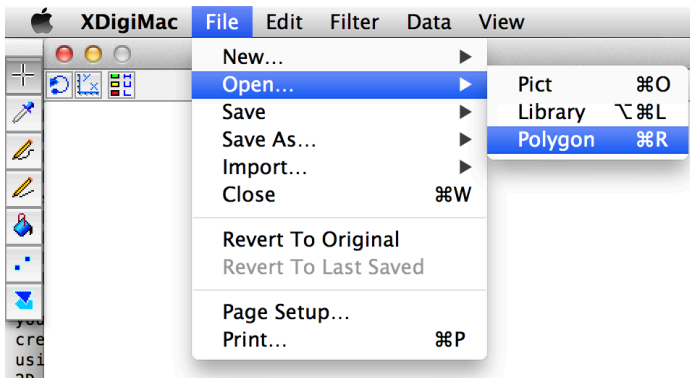 XDigiMac File Edit Filter Data View
New...
Open...
Pict ⌘O
Save
Library ⌥⌘L
Save As...
Polygon ⌘R
Import...
Close ⌘W
Revert To Original
Revert To Last Saved
Page Setup...
Print... ⌘P
cre
usi